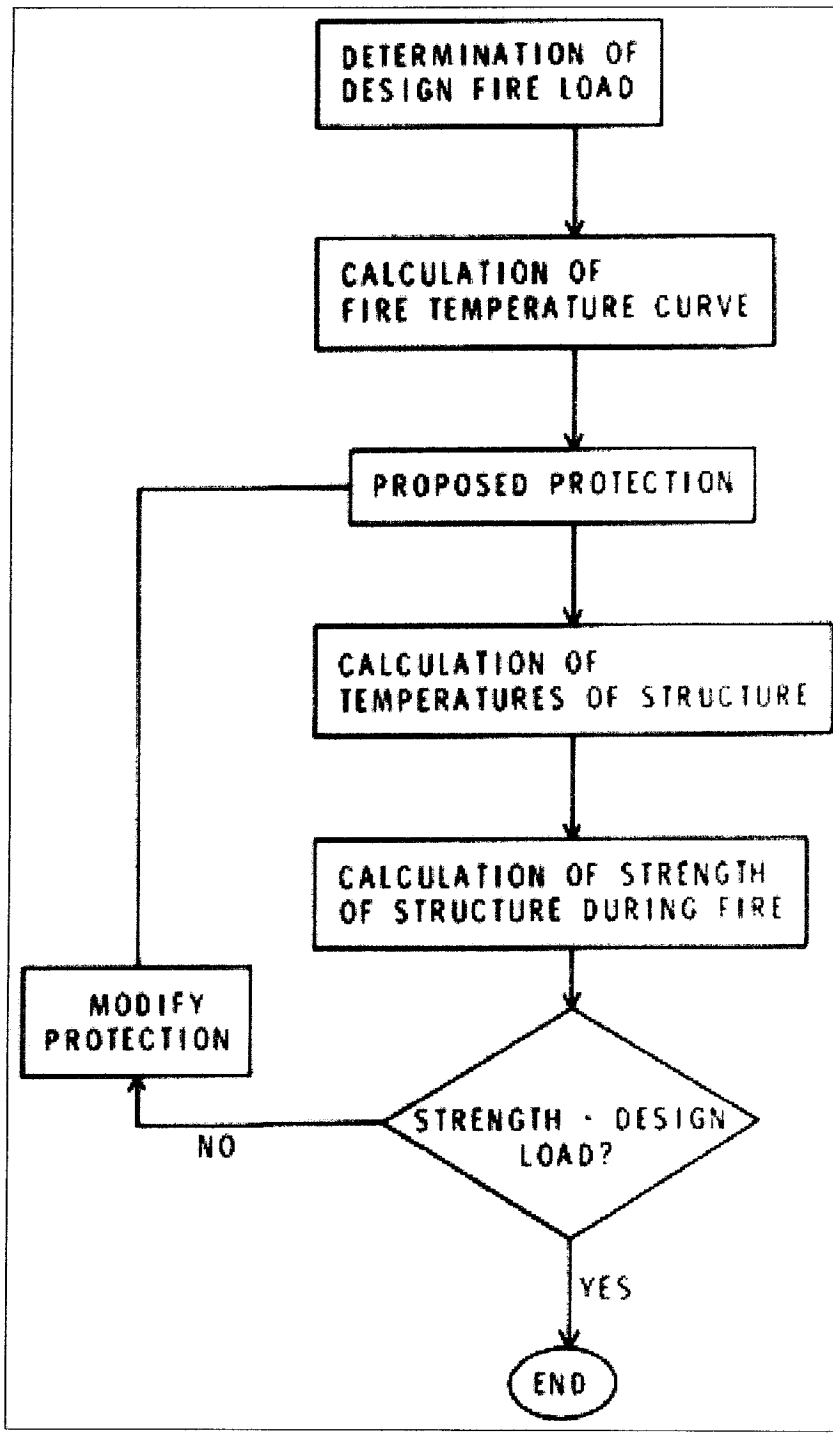 DETERMINATION OF
DESIGN FIRE LOAD
CALCULATION OF
FIRE TEMPERATURE CURVE
PROPOSED PROTECTION
CALCULATION OF
TEMPERATURES OF STRUCTURE
CALCULATION OF STRENGTH
OF STRUCTURE DURING FIRE
MODIFY
PROTECTION
STRENGTH - DESIGN
LOAD?
NO
YES
END